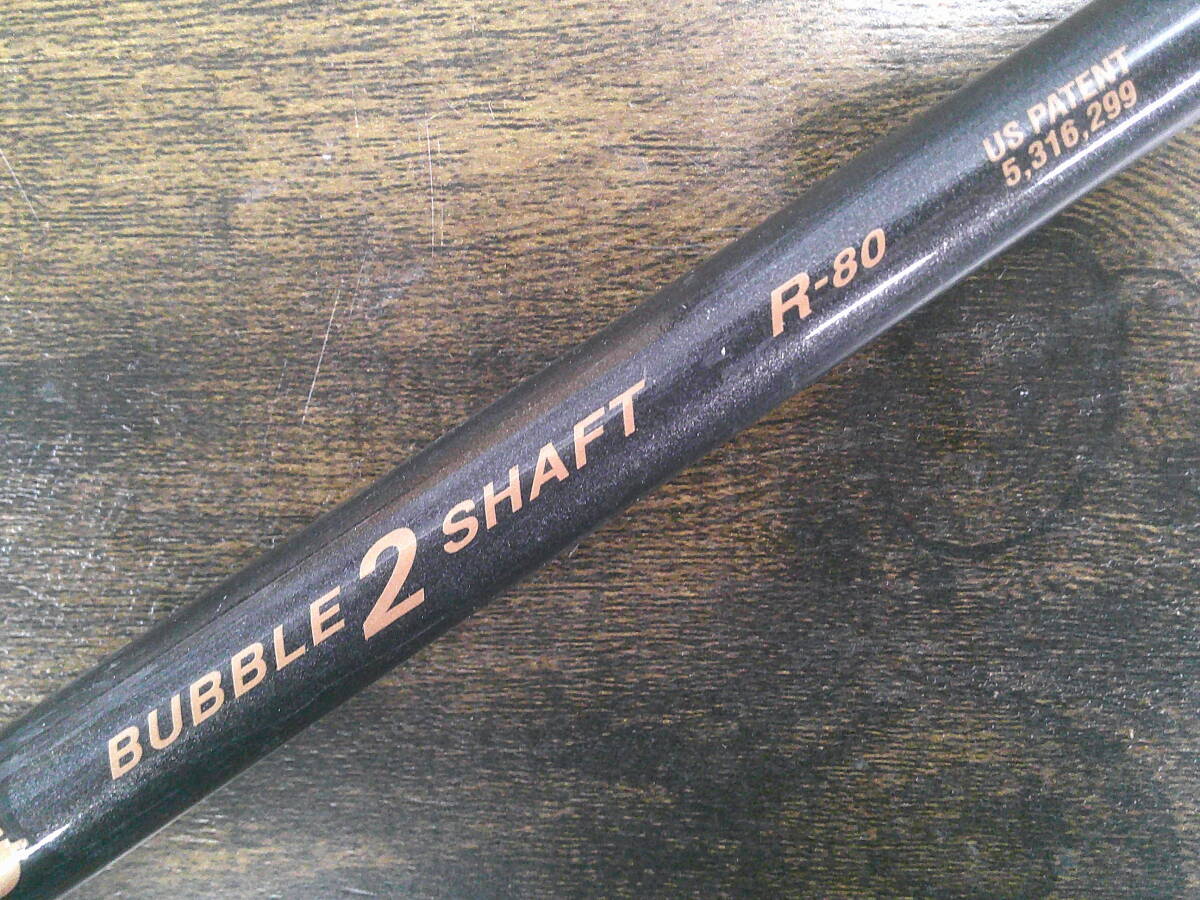 BUBBLE 2 SHAFT R-80
US PATENT
5,316,299